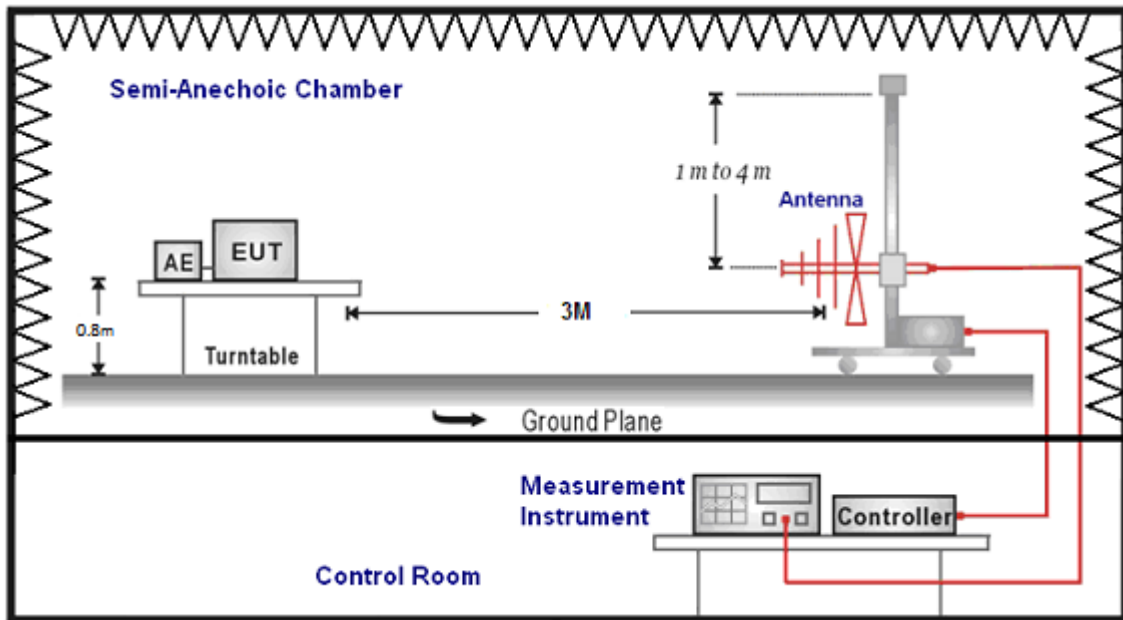 Semi-Anechoic Chamber
1 m to 4 m
Antenna
AE
EUT
0.8m
3M
Turntable
Ground Plane
Measurement
Instrument
Controller
Control Room